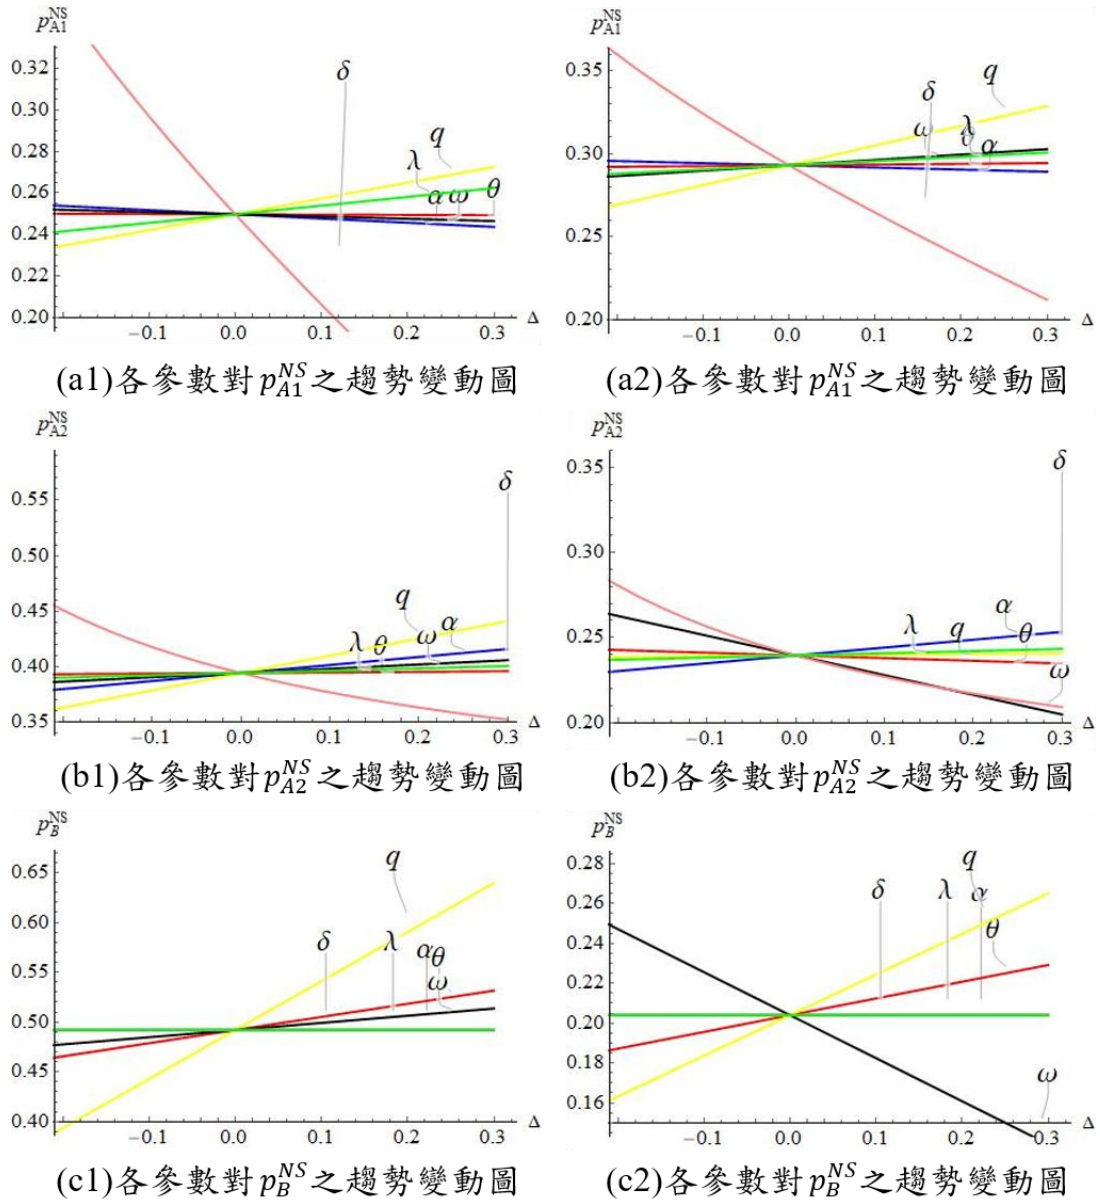 p_{A1}^{NS}
0.32
0.30
0.28
0.26
0.24
0.22
0.20
δ
q
λ
α
ω
θ
−0.1
0.0
0.1
0.2
0.3
Δ
(a1)各參數對p_{A1}^{NS}之趨勢變動圖
p_{A1}^{NS}
0.35
0.30
0.25
0.20
q
δ
ω
λ
θ
α
−0.1
0.0
0.1
0.2
0.3
Δ
(a2)各參數對p_{A1}^{NS}之趨勢變動圖
p_{A2}^{NS}
0.55
0.50
0.45
0.40
0.35
δ
q
λ
θ
ω
α
−0.1
0.0
0.1
0.2
0.3
Δ
(b1)各參數對p_{A2}^{NS}之趨勢變動圖
p_{A2}^{NS}
0.35
0.30
0.25
0.20
δ
λ
q
α
θ
ω
−0.1
0.0
0.1
0.2
0.3
Δ
(b2)各參數對p_{A2}^{NS}之趨勢變動圖
p_{B}^{NS}
0.65
0.60
0.55
0.50
0.45
0.40
q
δ
λ
α
θ
ω
−0.1
0.0
0.1
0.2
0.3
Δ
(c1)各參數對p_{B}^{NS}之趨勢變動圖
p_{B}^{NS}
0.28
0.26
0.24
0.22
0.20
0.18
0.16
q
δ
λ
α
θ
ω
−0.2
−0.1
0.0
0.1
0.2
0.3
Δ
(c2)各參數對p_{B}^{NS}之趨勢變動圖